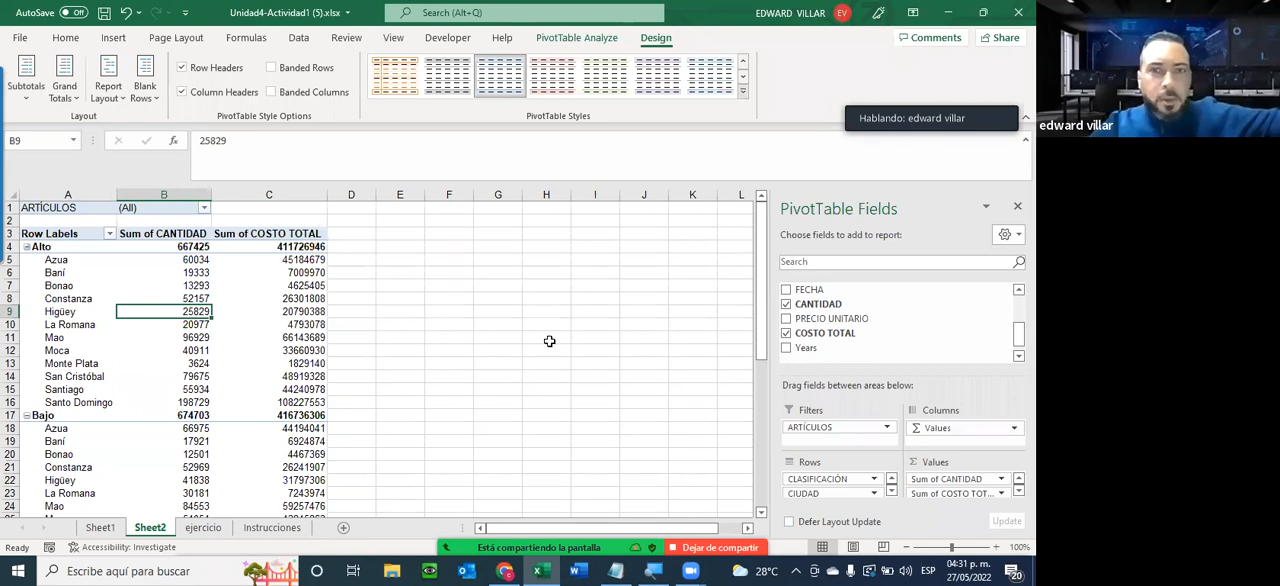 AutoSave Off Unidad4-Actividad1 (5).xlsx Search (Alt+Q) EDWARD VILLAR EV
File Home Insert Page Layout Formulas Data Review View Developer Help PivotTable Analyze Design Comments Share
Subtotals Grand Totals Report Layout Blank Rows
Row Headers Banded Rows
Column Headers Banded Columns
Layout PivotTable Style Options PivotTable Styles
Hablando: edward villar
edward villar
B9 fx 25829
A B C D E F G H I J K L
1 ARTÍCULOS (All)
2
3 Row Labels Sum of CANTIDAD Sum of COSTO TOTAL
4 Alto 667425 411726946
5 Azua 60034 45184679
6 Baní 19333 7009970
7 Bonao 13293 4625405
8 Constanza 52157 26301808
9 Higüey 25829 20790388
10 La Romana 20977 4793078
11 Mao 96929 66143689
12 Moca 40911 33660930
13 Monte Plata 3624 1829140
14 San Cristóbal 79675 48919328
15 Santiago 55934 44240978
16 Santo Domingo 198729 108227553
17 Bajo 674703 416736306
18 Azua 66975 44194041
19 Baní 17921 6924874
20 Bonao 12501 4467369
21 Constanza 52969 26241907
22 Higüey 41838 31797306
23 La Romana 30181 7243974
24 Mao 84553 59257476
PivotTable Fields
Choose fields to add to report:
Search
FECHA
CANTIDAD
PRECIO UNITARIO
COSTO TOTAL
Years
Drag fields between areas below:
Filters Columns
ARTÍCULOS Σ Values
Rows Σ Values
CLASIFICACIÓN Sum of CANTIDAD
CIUDAD Sum of COSTO TOT...
Defer Layout Update Update
Sheet1 Sheet2 ejercicio Instrucciones
Ready Accessibility: Investigate Está compartiendo la pantalla Dejar de compartir 100%
Escribe aquí para buscar 28°C ESP 04:31 p. m. 27/05/2022 20